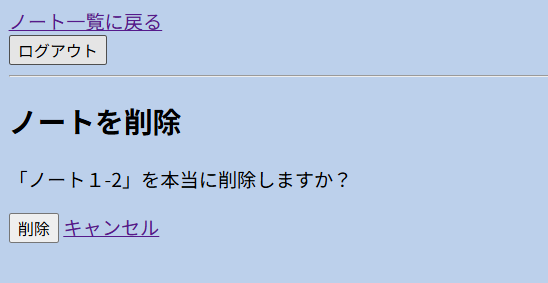 ノート一覧に戻る
ログアウト
ノートを削除
「ノート１-2」を本当に削除しますか？
削除 キャンセル